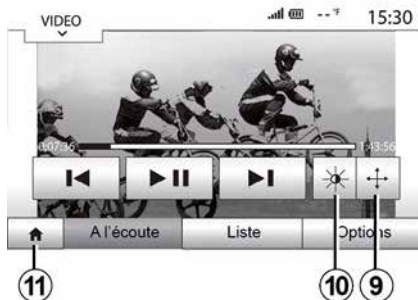 VIDEO
-- °F 15:30
0:07:36 1:43:56
A l'écoute Liste Options
11 10 9